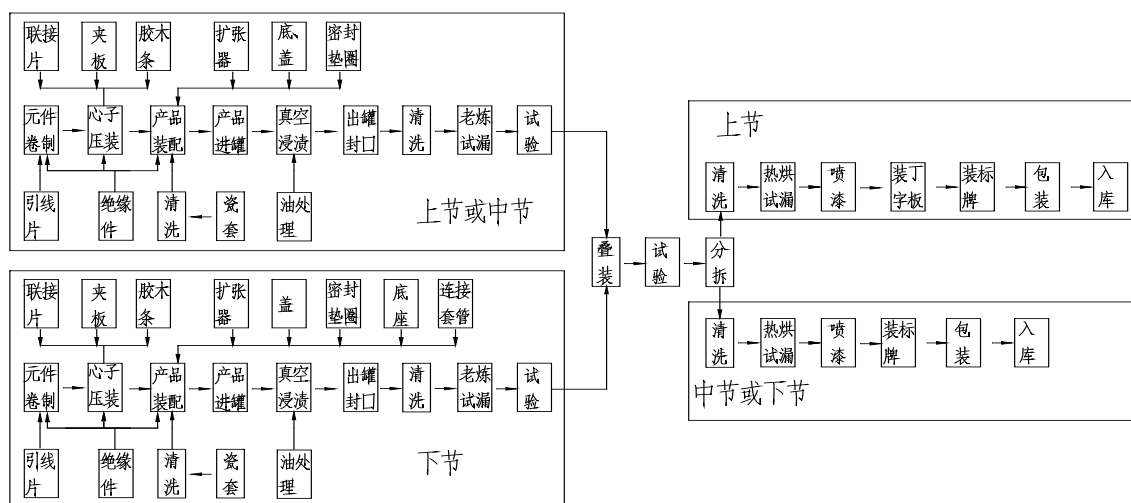 联接
片
夹
板
胶木
条
扩张
器
底、
盖
密封
垫圈
元件
卷制
心子
压装
产品
装配
产品
进罐
真空
浸渍
出罐
封口
清
洗
老炼
试漏
试
验
引线
片
绝缘
件
清
洗
瓷
套
油处
理
上节或中节
联接
片
夹
板
胶木
条
扩张
器
盖
密封
垫圈
底
座
连接
套管
元件
卷制
心子
压装
产品
装配
产品
进罐
真空
浸渍
出罐
封口
清
洗
老炼
试漏
试
验
引线
片
绝缘
件
清
洗
瓷
套
油处
理
下节
叠
装
试
验
分
拆
上节
清
洗
热烘
试漏
喷
漆
装丁
字板
装标
牌
包
装
入
库
清
洗
热烘
试漏
喷
漆
装标
牌
包
装
入
库
中节或下节